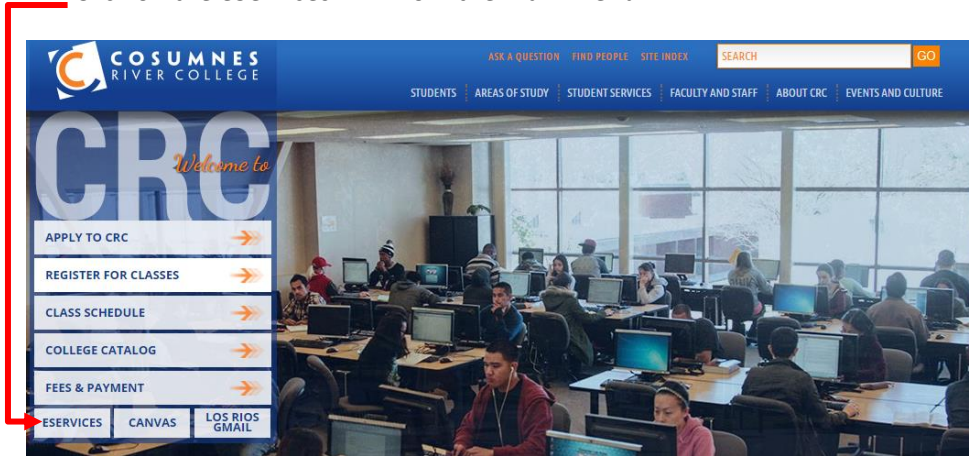 COSUMNES
RIVER COLLEGE
ASK A QUESTION FIND PEOPLE SITE INDEX SEARCH GO
STUDENTS AREAS OF STUDY STUDENT SERVICES FACULTY AND STAFF ABOUT CRC EVENTS AND CULTURE
CRC
Welcome to
APPLY TO CRC
REGISTER FOR CLASSES
CLASS SCHEDULE
COLLEGE CATALOG
FEES & PAYMENT
ESERVICES CANVAS LOS RIOS
GMAIL